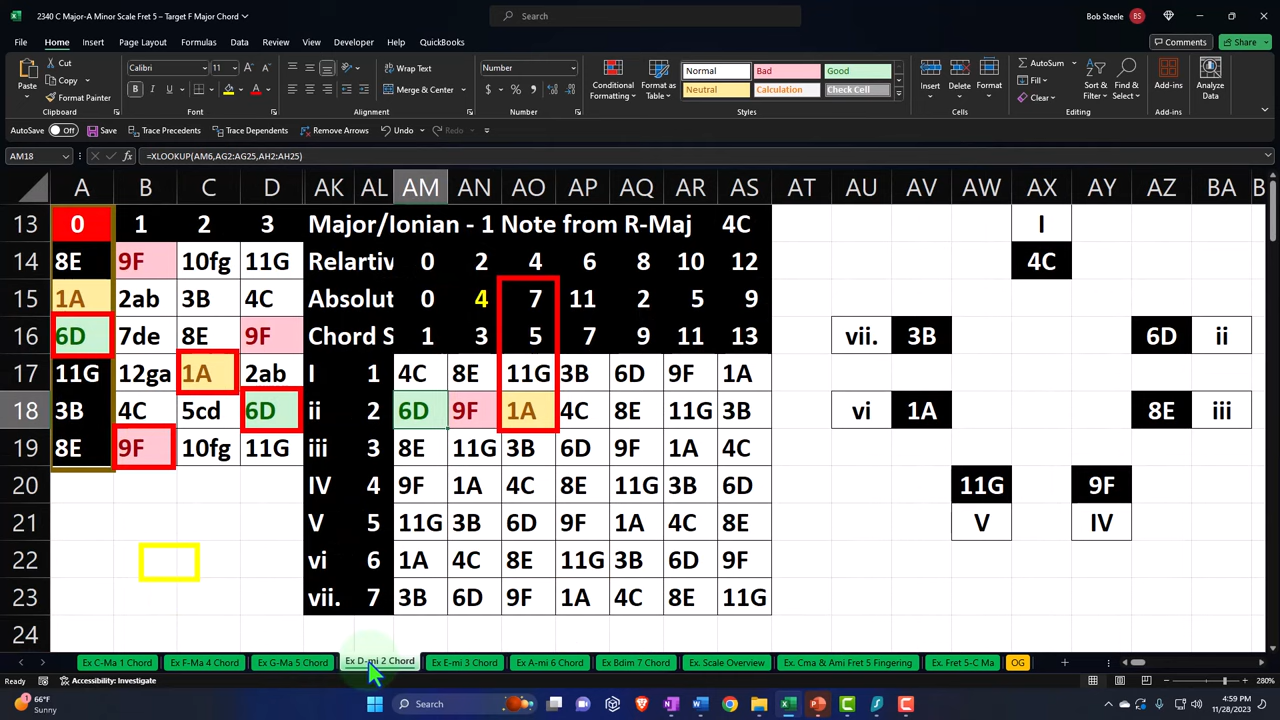 2340 C Major-A Minor Scale Fret 5 – Target F Major Chord
Search
Bob Steele BS
File Home Insert Page Layout Formulas Data Review View Developer Help QuickBooks Comments Share
Paste Cut Copy Format Painter Clipboard
Calibri 11 Font
Wrap Text Merge & Center Alignment
Number Number
Conditional Formatting Format as Table
Normal Bad Good
Neutral Calculation Check Cell
Styles
Insert Delete Format Cells
AutoSum Fill Clear Sort & Filter Find & Select Editing
Add-ins Add-ins
Analyze Data
AutoSave Off Save Trace Precedents Trace Dependents Remove Arrows Undo Redo
AM18 fx =XLOOKUP(AM6,AG2:AG25,AH2:AH25)
A B C D AK AL AM AN AO AP AQ AR AS AT AU AV AW AX AY AZ BA B
13 0 1 2 3 Major/Ionian - 1 Note from R-Maj 4C I
14 8E 9F 10fg 11G Relartiv 0 2 4 6 8 10 12 4C
15 1A 2ab 3B 4C Absolut 0 4 7 11 2 5 9
16 6D 7de 8E 9F Chord S 1 3 5 7 9 11 13 vii. 3B 6D ii
17 11G 12ga 1A 2ab I 1 4C 8E 11G 3B 6D 9F 1A
18 3B 4C 5cd 6D ii 2 6D 9F 1A 4C 8E 11G 3B vi 1A 8E iii
19 8E 9F 10fg 11G iii 3 8E 11G 3B 6D 9F 1A 4C
20 IV 4 9F 1A 4C 8E 11G 3B 6D 11G 9F
21 V 5 11G 3B 6D 9F 1A 4C 8E V IV
22 vi 6 1A 4C 8E 11G 3B 6D 9F
23 vii. 7 3B 6D 9F 1A 4C 8E 11G
24
Ex C-Ma 1 Chord Ex F-Ma 4 Chord Ex G-Ma 5 Chord Ex D-mi 2 Chord Ex E-mi 3 Chord Ex A-mi 6 Chord Ex Bdim 7 Chord Ex. Scale Overview Ex. Cma & Ami Fret 5 Fingering Ex. Fret 5-C Ma OG
Ready Accessibility: Investigate 280%
66°F
Sunny
Search
4:59 PM
11/28/2023